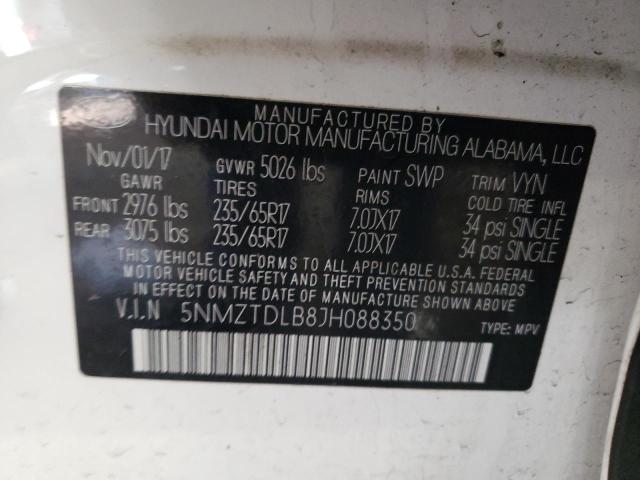 MANUFACTURED BY
HYUNDAI MOTOR MANUFACTURING ALABAMA, LLC
Nov/01/17 GVWR 5026 lbs PAINT SWP TRIM VYN
GAWR TIRES RIMS COLD TIRE INFL
FRONT 2976 lbs 235/65R17 7.0JX17 34 psi SINGLE
REAR 3075 lbs 235/65R17 7.0JX17 34 psi SINGLE
THIS VEHICLE CONFORMS TO ALL APPLICABLE U.S.A. FEDERAL
MOTOR VEHICLE SAFETY AND THEFT PREVENTION STANDARDS
IN EFFECT ON THE DATE OF MANUFACTURE SHOWN ABOVE.
V.I.N 5NMZTDLB8JH088350 TYPE: MPV